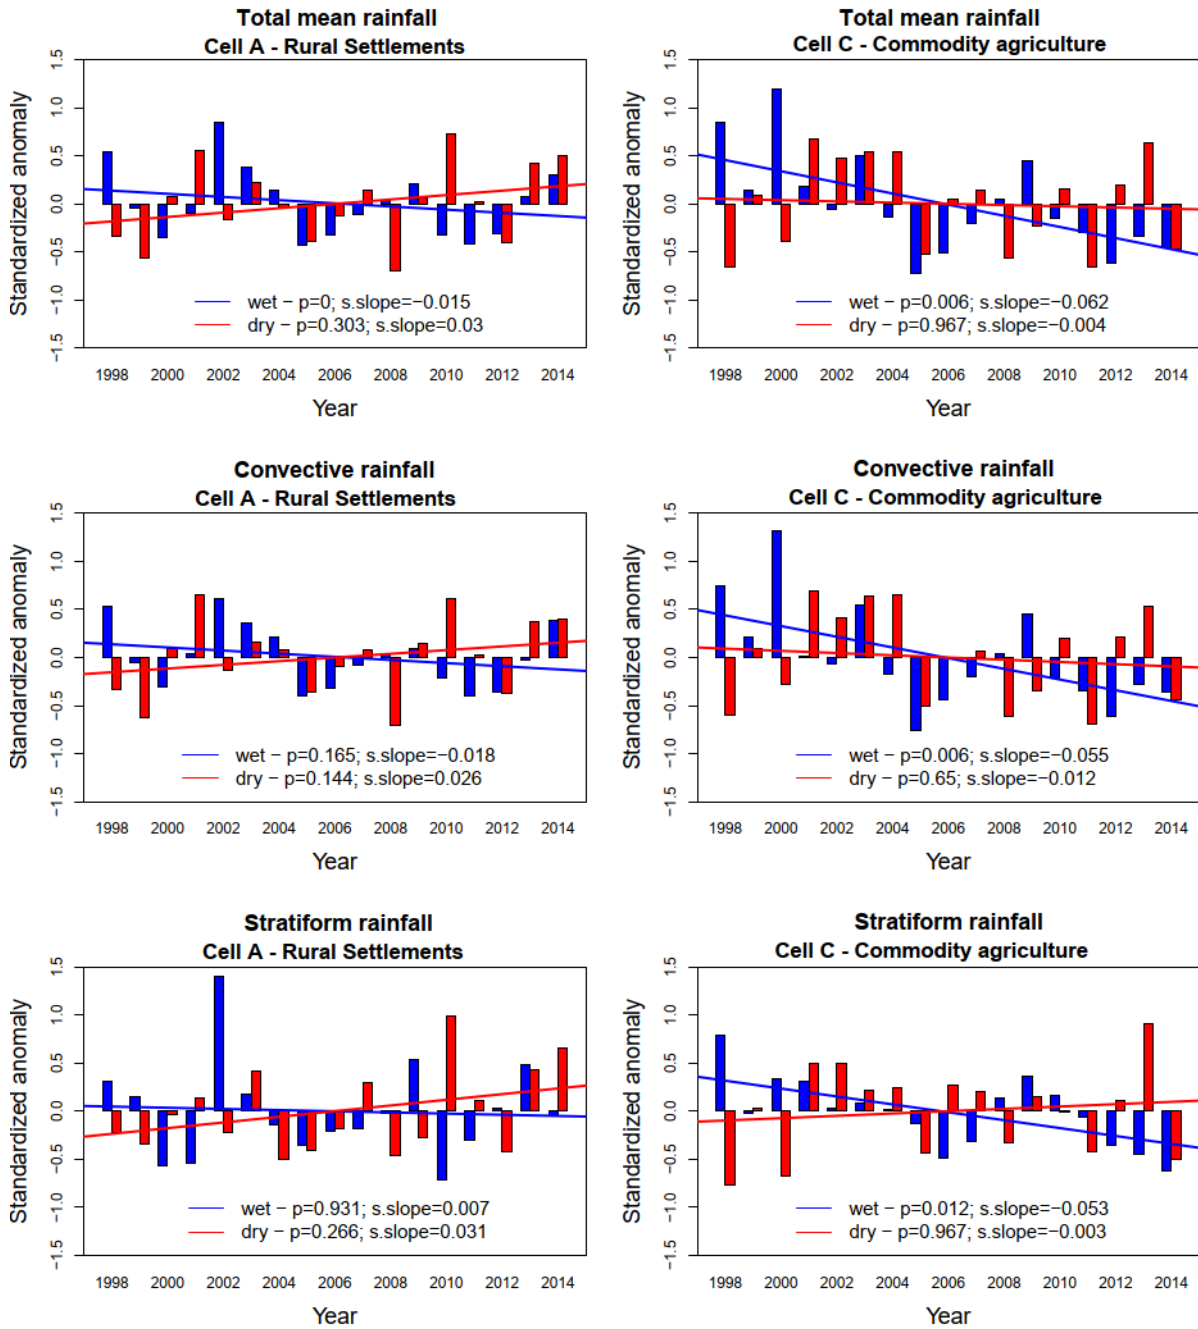 Total mean rainfall
Cell A - Rural Settlements
Standardized anomaly
1.5
1.0
0.5
0.0
−0.5
−1.0
−1.5
wet − p=0; s.slope=−0.015
dry − p=0.303; s.slope=0.03
1998 2000 2002 2004 2006 2008 2010 2012 2014
Year
Total mean rainfall
Cell C - Commodity agriculture
Standardized anomaly
1.5
1.0
0.5
0.0
−0.5
−1.0
−1.5
wet − p=0.006; s.slope=−0.062
dry − p=0.967; s.slope=−0.004
1998 2000 2002 2004 2006 2008 2010 2012 2014
Year
Convective rainfall
Cell A - Rural Settlements
Standardized anomaly
1.5
1.0
0.5
0.0
−0.5
−1.0
−1.5
wet − p=0.165; s.slope=−0.018
dry − p=0.144; s.slope=0.026
1998 2000 2002 2004 2006 2008 2010 2012 2014
Year
Convective rainfall
Cell C - Commodity agriculture
Standardized anomaly
1.5
1.0
0.5
0.0
−0.5
−1.0
−1.5
wet − p=0.006; s.slope=−0.055
dry − p=0.65; s.slope=−0.012
1998 2000 2002 2004 2006 2008 2010 2012 2014
Year
Stratiform rainfall
Cell A - Rural Settlements
Standardized anomaly
1.5
1.0
0.5
0.0
−0.5
−1.0
−1.5
wet − p=0.931; s.slope=0.007
dry − p=0.266; s.slope=0.031
1998 2000 2002 2004 2006 2008 2010 2012 2014
Year
Stratiform rainfall
Cell C - Commodity agriculture
Standardized anomaly
1.5
1.0
0.5
0.0
−0.5
−1.0
−1.5
wet − p=0.012; s.slope=−0.053
dry − p=0.967; s.slope=−0.003
1998 2000 2002 2004 2006 2008 2010 2012 2014
Year